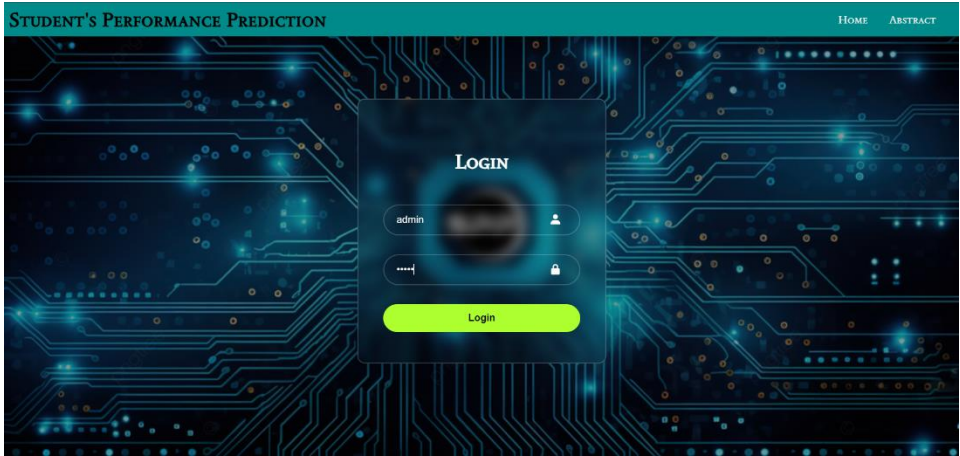 Student's Performance Prediction
Home Abstract
Login
admin
•••••
Login